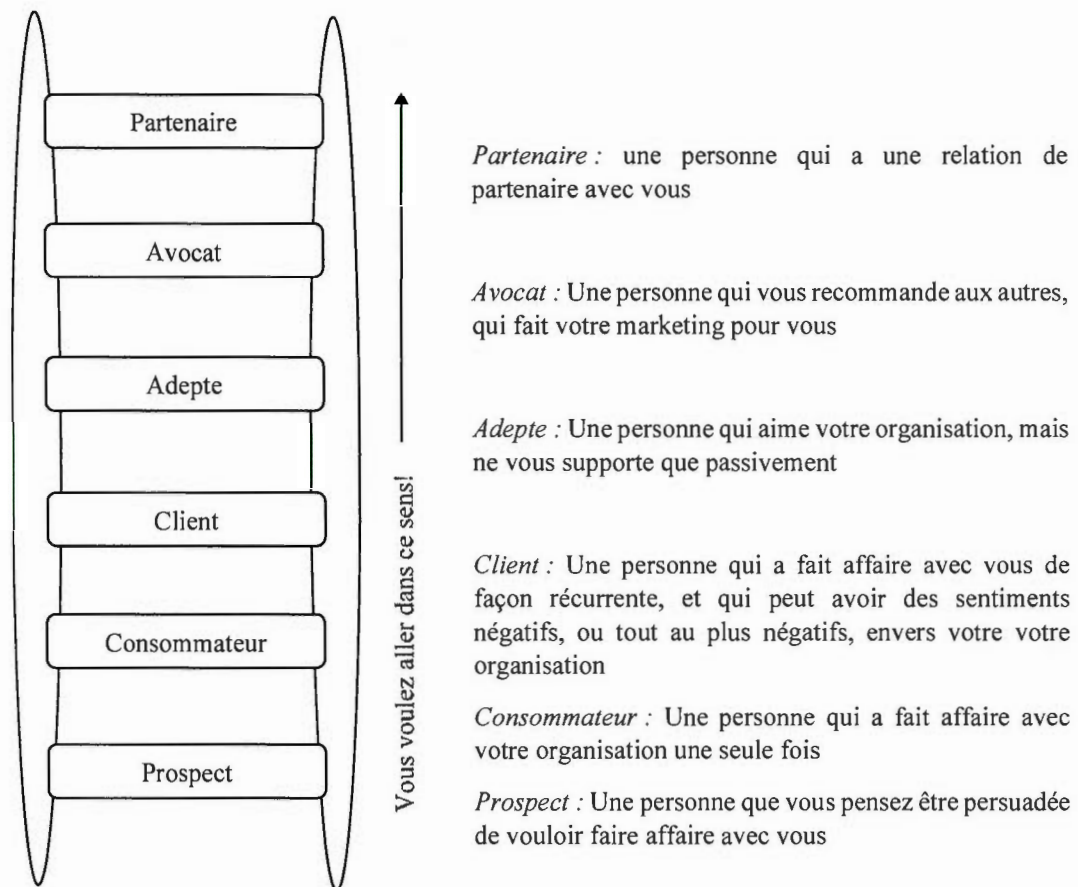 Partenaire
Avocat
Adepte
Client
Consommateur
Prospect
Vous voulez aller dans ce sens!
Partenaire : une personne qui a une relation de
partenaire avec vous
Avocat : Une personne qui vous recommande aux autres,
qui fait votre marketing pour vous
Adepte : Une personne qui aime votre organisation, mais
ne vous supporte que passivement
Client : Une personne qui a fait affaire avec vous de
façon récurrente, et qui peut avoir des sentiments
négatifs, ou tout au plus négatifs, envers votre votre
organisation
Consommateur : Une personne qui a fait affaire avec
votre organisation une seule fois
Prospect : Une personne que vous pensez être persuadée
de vouloir faire affaire avec vous